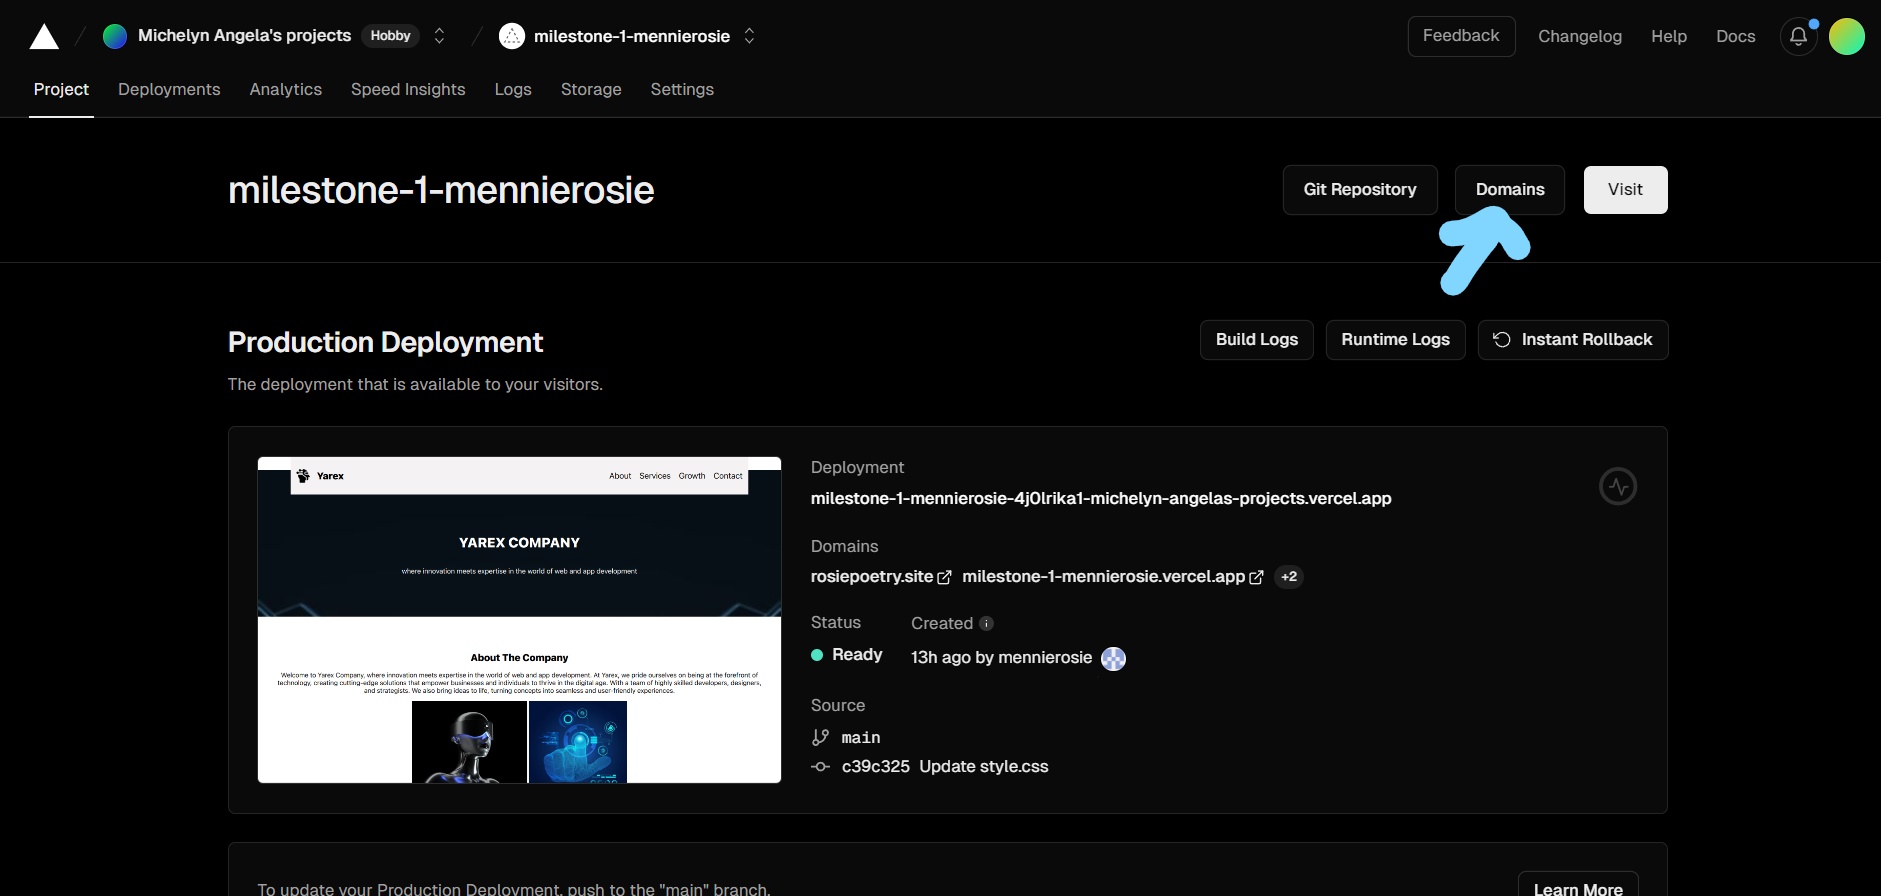 Michelyn Angela's projects Hobby milestone-1-mennierosie Feedback Changelog Help Docs
Project Deployments Analytics Speed Insights Logs Storage Settings
milestone-1-mennierosie Git Repository Domains Visit
Production Deployment Build Logs Runtime Logs Instant Rollback
The deployment that is available to your visitors.
Yarex About Services Growth Contact
YAREX COMPANY
where innovation meets expertise in the world of web and app development
About The Company
Welcome to Yarex Company, where innovation meets expertise in the world of web and app development. At Yarex, we pride ourselves on being at the forefront of
technology, creating cutting-edge solutions that empower businesses and individuals to thrive in the digital age. With a team of highly skilled developers, designers,
and strategists. We also bring ideas to life, turning concepts into seamless and user-friendly experiences.
Deployment
milestone-1-mennierosie-4j0lrika1-michelyn-angelas-projects.vercel.app
Domains
rosiepoetry.site milestone-1-mennierosie.vercel.app +2
Status Created
Ready 13h ago by mennierosie
Source
main
c39c325 Update style.css
To update your Production Deployment, push to the "main" branch. Learn More